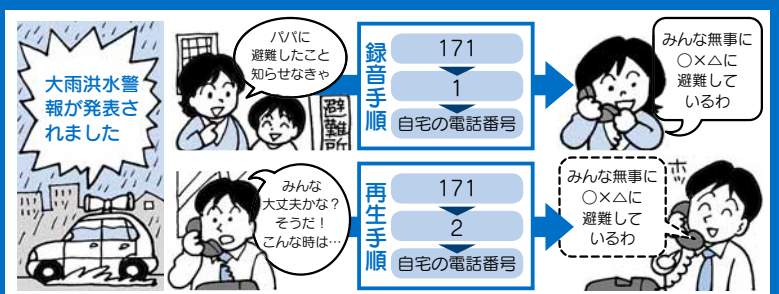 大雨洪水警
報が発表さ
れました
パパに
避難したこと
知らせなきゃ
避難所
録音手順
171
1
自宅の電話番号
みんな無事に
○×△に
避難して
いるわ
みんな
大丈夫かな？
そうだ！
こんな時は…
再生手順
171
2
自宅の電話番号
みんな無事に
○×△に
避難して
いるわ
ホッ